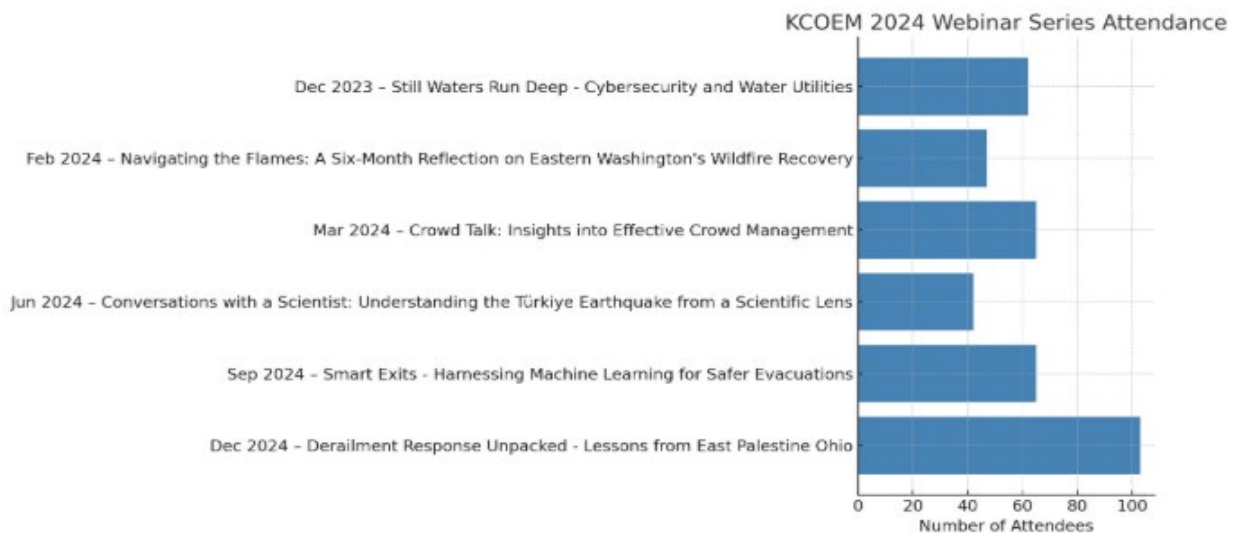 KCOEM 2024 Webinar Series Attendance
Dec 2023 – Still Waters Run Deep - Cybersecurity and Water Utilities
Feb 2024 – Navigating the Flames: A Six-Month Reflection on Eastern Washington's Wildfire Recovery
Mar 2024 – Crowd Talk: Insights into Effective Crowd Management
Jun 2024 – Conversations with a Scientist: Understanding the Türkiye Earthquake from a Scientific Lens
Sep 2024 – Smart Exits - Harnessing Machine Learning for Safer Evacuations
Dec 2024 – Derailment Response Unpacked - Lessons from East Palestine Ohio
0 20 40 60 80 100
Number of Attendees